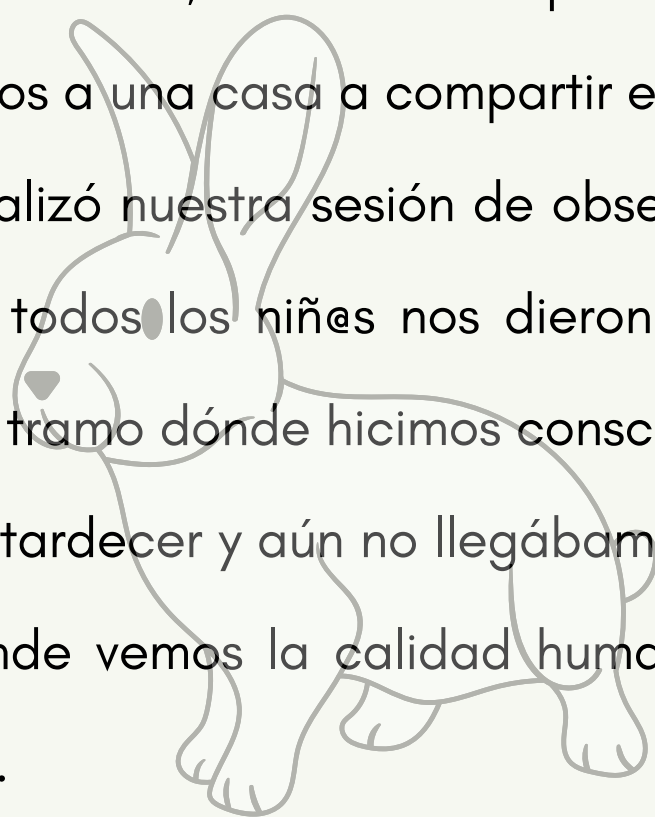 os a una casa a compartir e
alizó nuestra sesión de obse
todos los niñ@s nos dieron
tramo dónde hicimos consc
tardecer y aún no llegábam
nde vemos la calidad huma
.